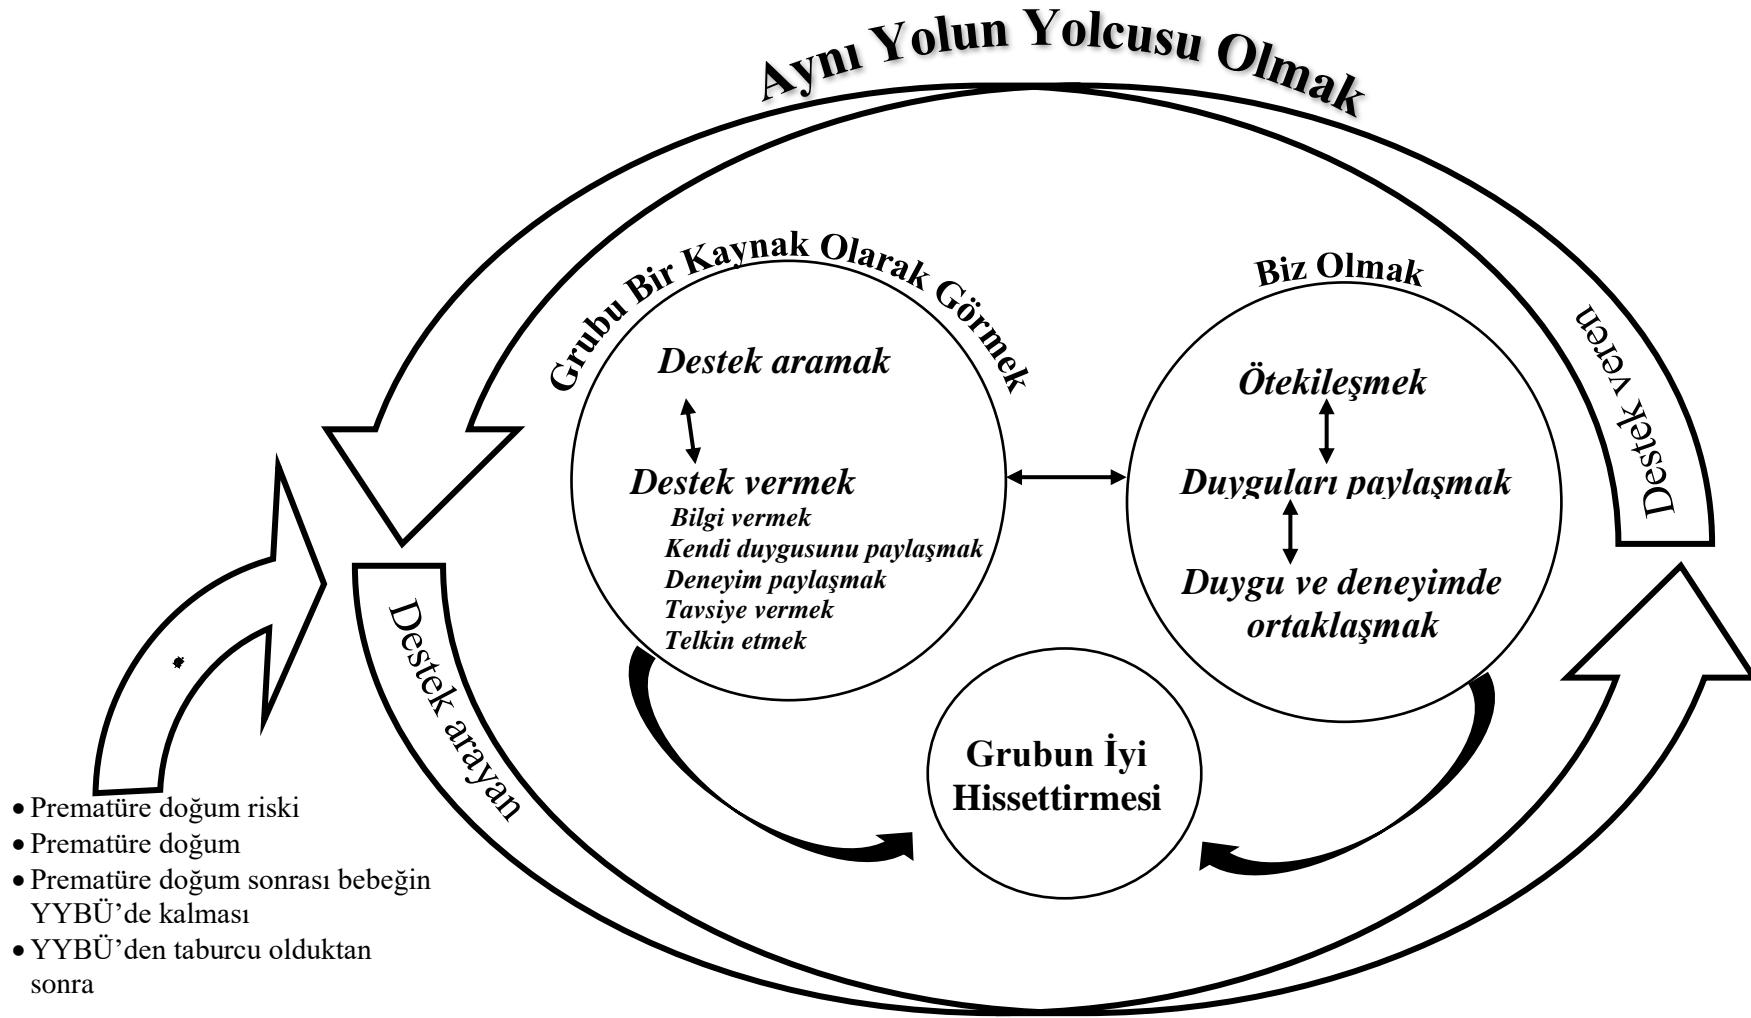 Aynı Yolun Yolcusu Olmak
Grubu Bir Kaynak Olarak Görmek
Destek aramak
Destek vermek
Bilgi vermek
Kendi duygusunu paylaşmak
Deneyim paylaşmak
Tavsiye vermek
Telkin etmek
Biz Olmak
Ötekileşmek
Duyguları paylaşmak
Duygu ve deneyimde
ortaklaşmak
Destek veren
Destek arayan
Grubun İyi
Hissettirmesi
• Prematüre doğum riski
• Prematüre doğum
• Prematüre doğum sonrası bebeğin
YYBÜ’de kalması
• YYBÜ’den taburcu olduktan
sonra